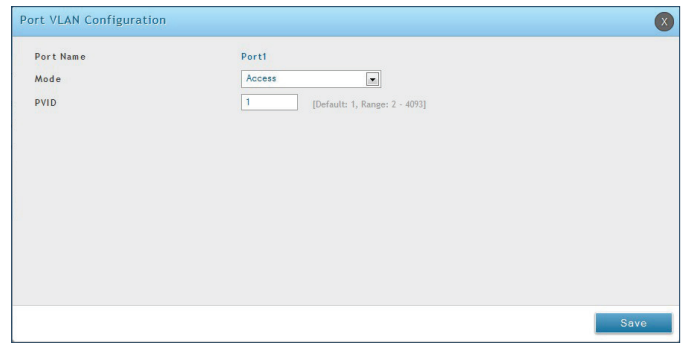 Port VLAN Configuration
X
Port Name Port1
Mode Access
PVID 1 [Default: 1, Range: 2 - 4093]
Save